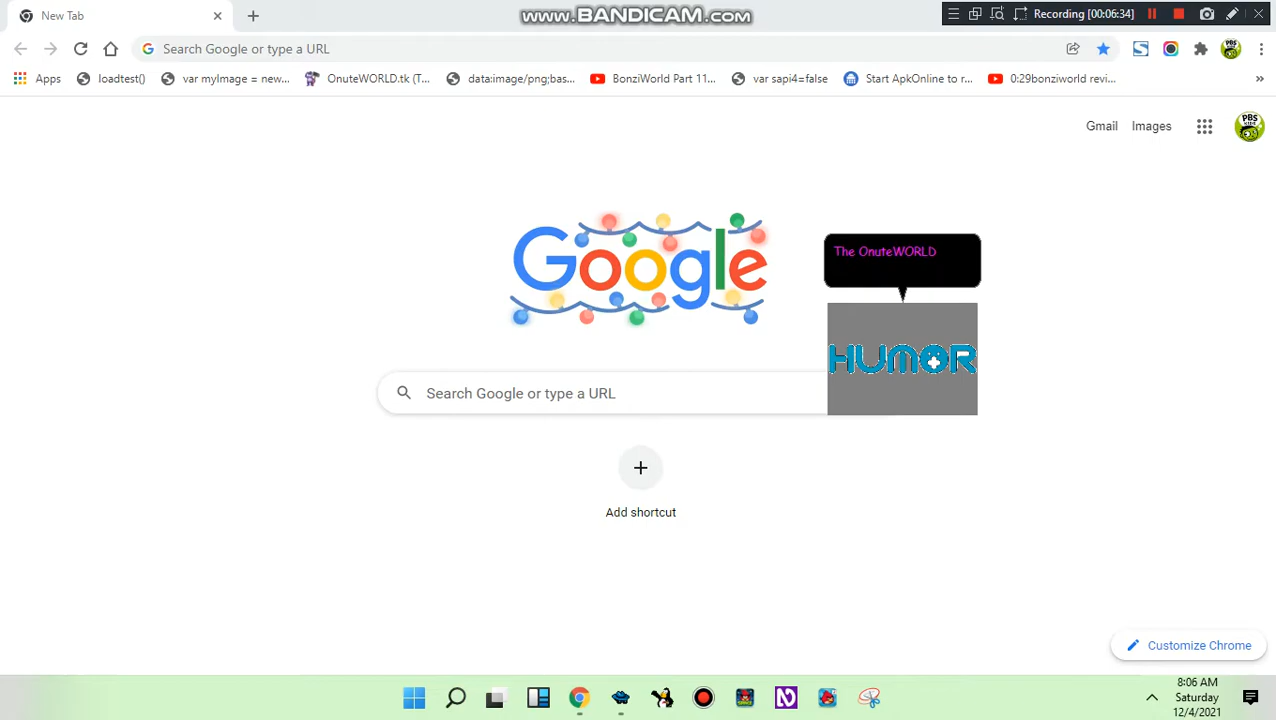 New Tab
www.BANDICAM.com
Recording [00:06:34]
Search Google or type a URL
Apps
loadtest()
var myImage = new...
OnuteWORLD.tk (T...
data:image/png;bas...
BonziWorld Part 11...
var sapi4=false
Start ApkOnline to r...
0:29bonziworld revi...
»
Gmail
Images
PBS KIDS
Google
The OnuteWORLD
HUMOR
Search Google or type a URL
Add shortcut
Customize Chrome
8:06 AM
Saturday
12/4/2021